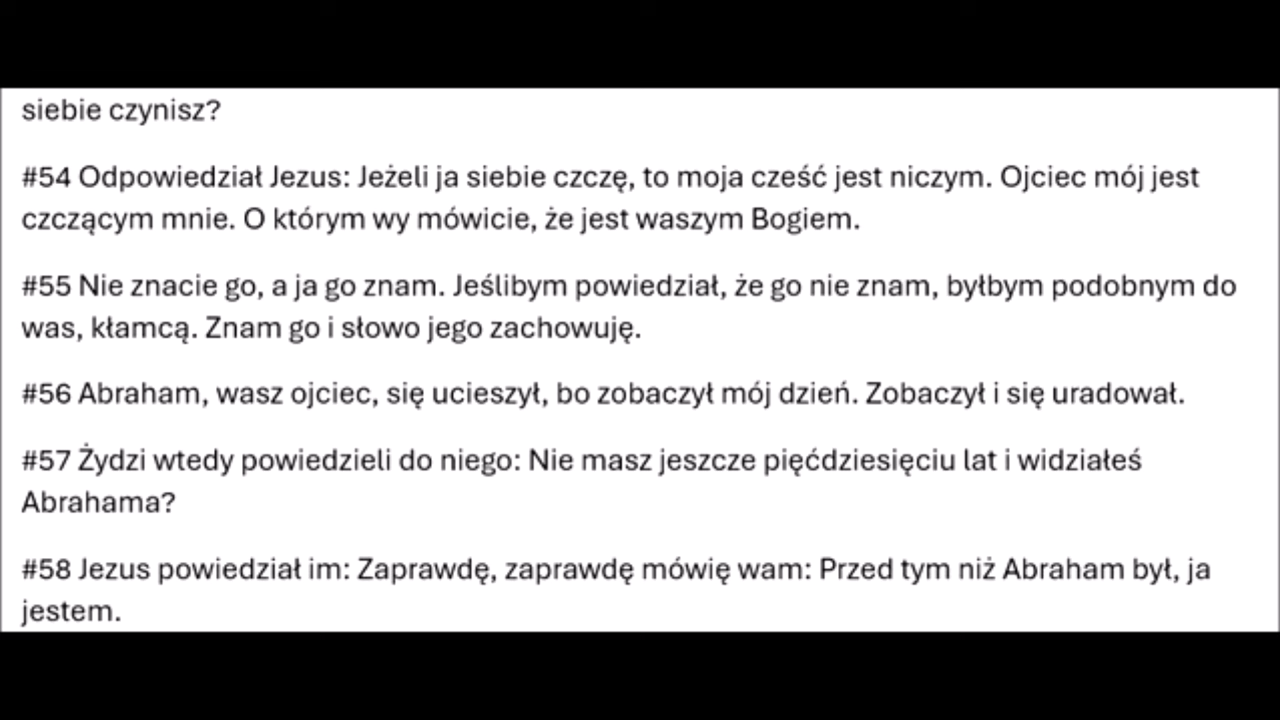 siebie czynisz?
#54 Odpowiedział Jezus: Jeżeli ja siebie czczę, to moja cześć jest niczym. Ojciec mój jest
czczącym mnie. O którym wy mówicie, że jest waszym Bogiem.
#55 Nie znacie go, a ja go znam. Jeślibym powiedział, że go nie znam, byłbym podobnym do
was, kłamcą. Znam go i słowo jego zachowuję.
#56 Abraham, wasz ojciec, się ucieszył, bo zobaczył mój dzień. Zobaczył i się uradował.
#57 Żydzi wtedy powiedzieli do niego: Nie masz jeszcze pięćdziesięciu lat i widziałeś
Abrahama?
#58 Jezus powiedział im: Zaprawdę, zaprawdę mówię wam: Przed tym niż Abraham był, ja
jestem.